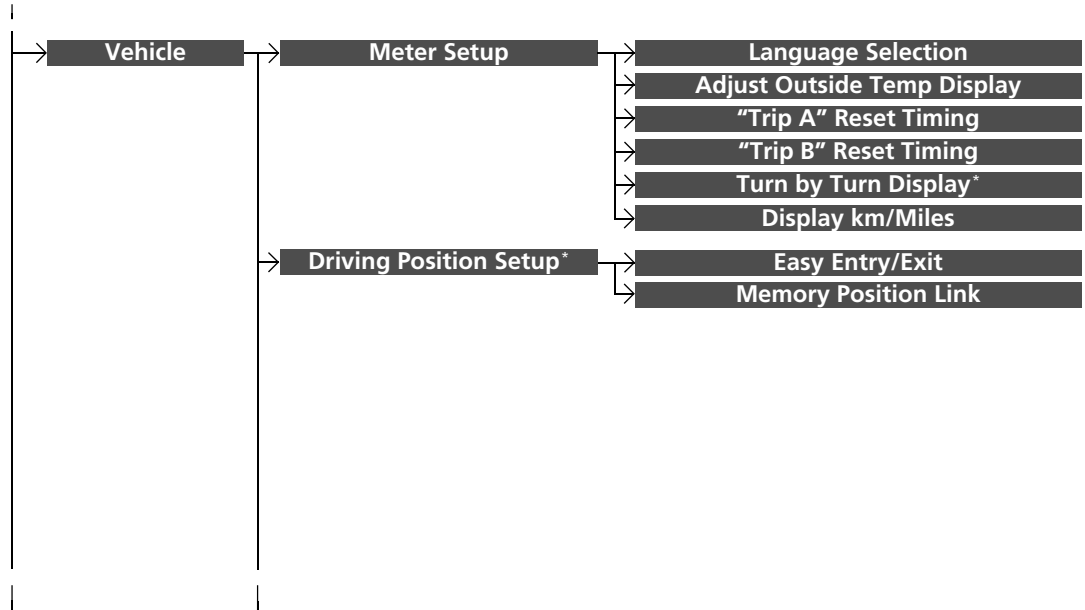 Vehicle
Meter Setup
Language Selection
Adjust Outside Temp Display
“Trip A” Reset Timing
“Trip B” Reset Timing
Turn by Turn Display*
Display km/Miles
Driving Position Setup*
Easy Entry/Exit
Memory Position Link